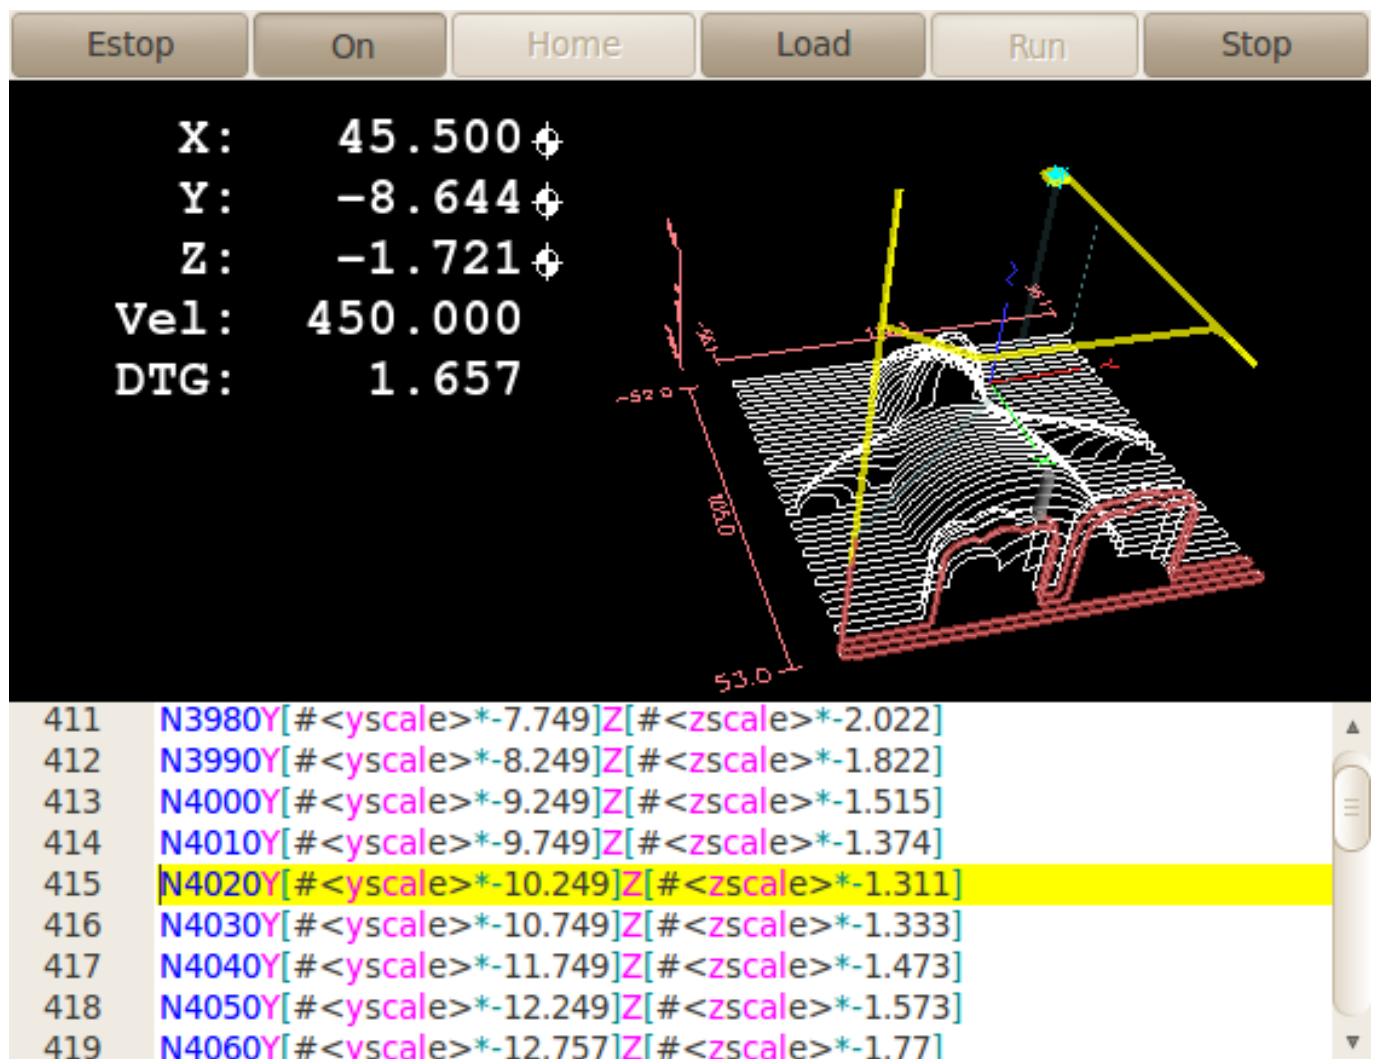 Estop On Home Load Run Stop
X: 45.500
Y: -8.644
Z: -1.721
Vel: 450.000
DTG: 1.657
-52.0
105.0
53.0
411 N3980Y[#<yscale>*-7.749]Z[#<zscale>*-2.022]
412 N3990Y[#<yscale>*-8.249]Z[#<zscale>*-1.822]
413 N4000Y[#<yscale>*-9.249]Z[#<zscale>*-1.515]
414 N4010Y[#<yscale>*-9.749]Z[#<zscale>*-1.374]
415 N4020Y[#<yscale>*-10.249]Z[#<zscale>*-1.311]
416 N4030Y[#<yscale>*-10.749]Z[#<zscale>*-1.333]
417 N4040Y[#<yscale>*-11.749]Z[#<zscale>*-1.473]
418 N4050Y[#<yscale>*-12.249]Z[#<zscale>*-1.573]
419 N4060Y[#<yscale>*-12.757]Z[#<zscale>*-1.77]